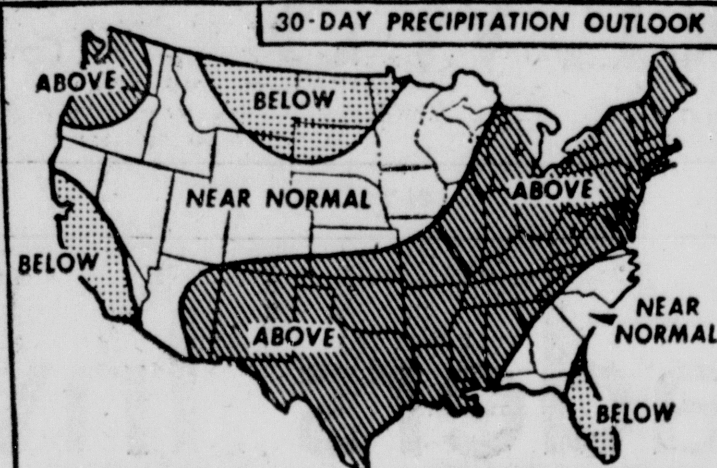 30-DAY PRECIPITATION OUTLOOK
ABOVE
BELOW
NEAR NORMAL
ABOVE
BELOW
ABOVE
NEAR
NORMAL
BELOW